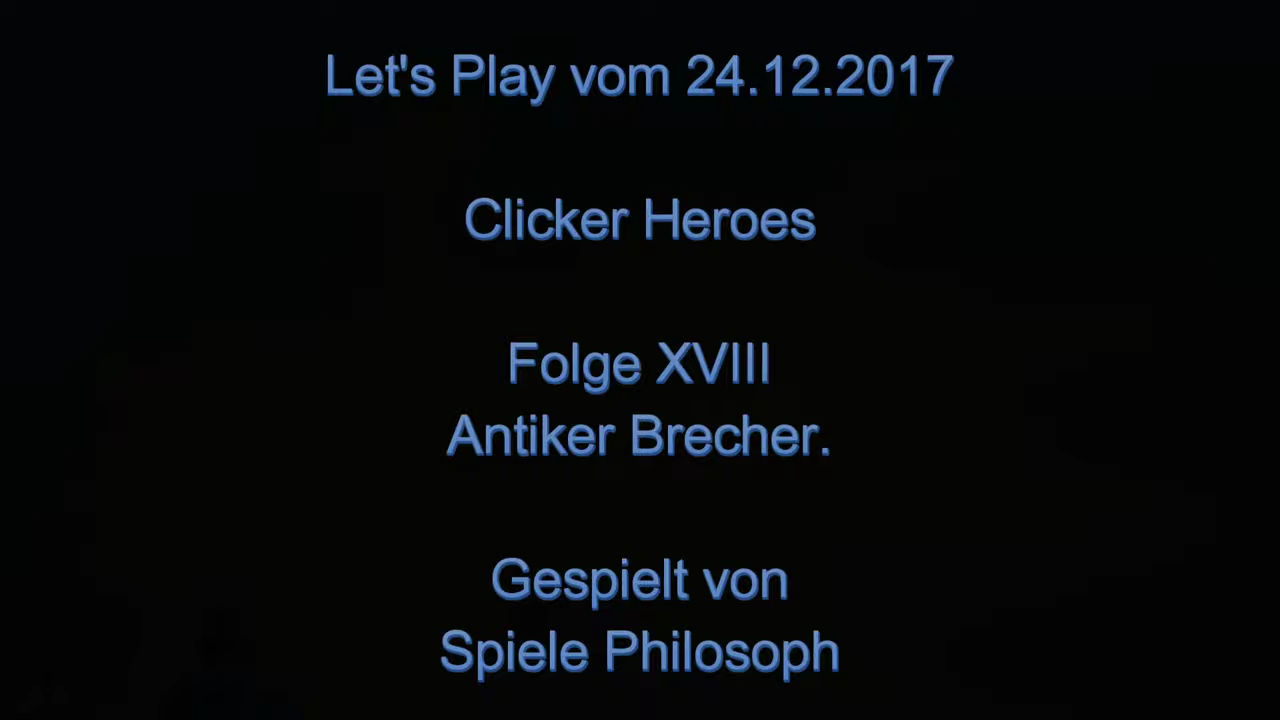 Let's Play vom 24.12.2017
Clicker Heroes
Folge XVIII
Antiker Brecher.
Gespielt von
Spiele Philosoph